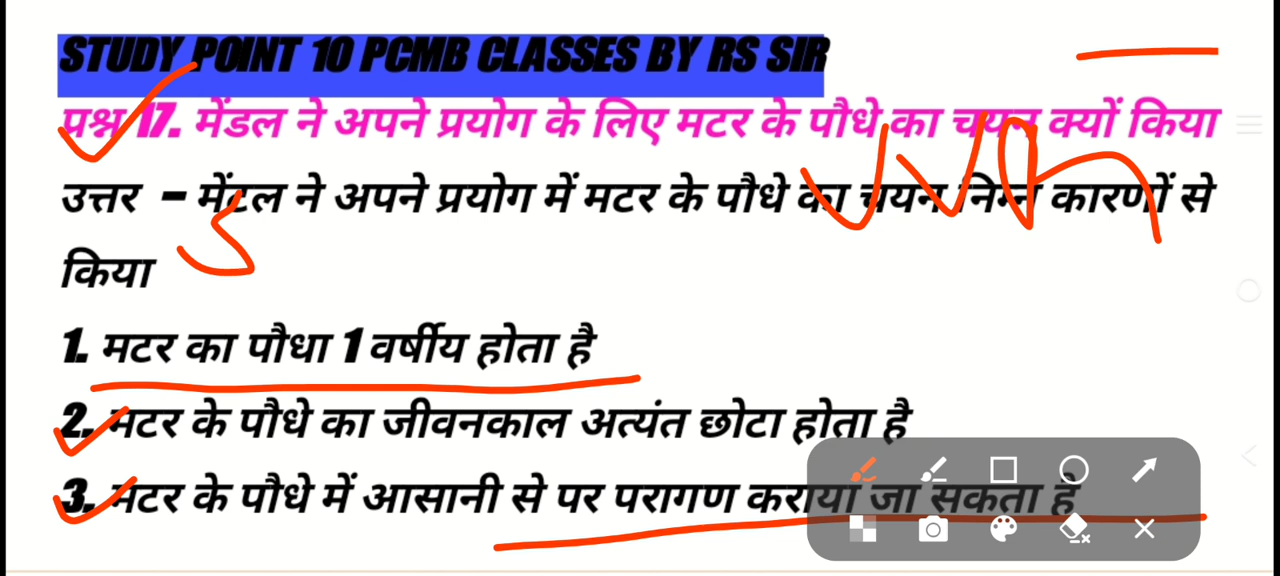 STUDY POINT 10 PCMB CLASSES BY RS SIR
प्रश्न 17. मेंडल ने अपने प्रयोग के लिए मटर के पौधे का चयन क्यों किया
उत्तर - मेंटल ने अपने प्रयोग में मटर के पौधे का चयन निम्न कारणों से
किया
1. मटर का पौधा 1 वर्षीय होता है
2. मटर के पौधे का जीवनकाल अत्यंत छोटा होता है
3. मटर के पौधे में आसानी से पर परागण कराया जा सकता है